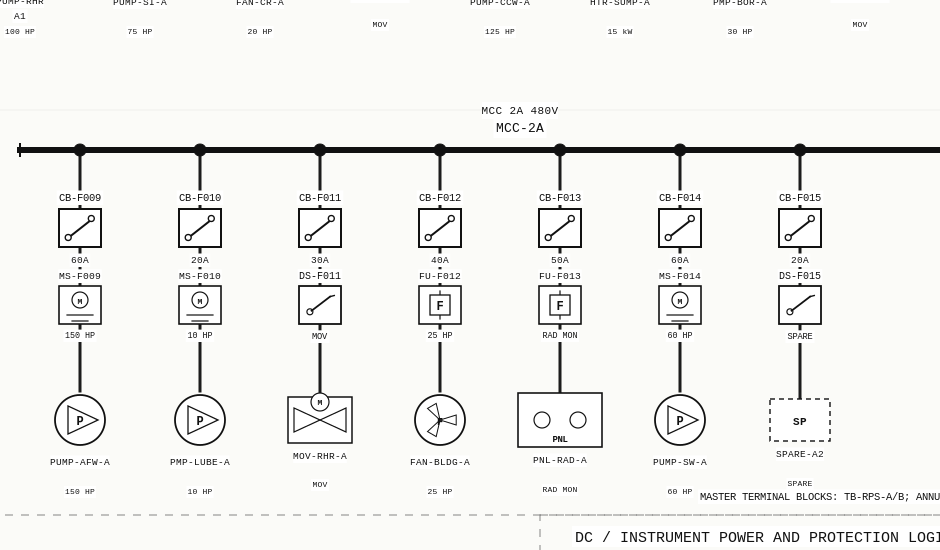 PUMP-SI-A
FAN-CR-A
PUMP-CCW-A
HTR-SUMP-A
PMP-BOR-A
A1
100 HP
75 HP
20 HP
MOV
125 HP
15 kW
30 HP
MOV
MCC 2A 480V
MCC-2A
CB-F009
CB-F010
CB-F011
CB-F012
CB-F013
CB-F014
CB-F015
60A
20A
30A
40A
50A
60A
20A
MS-F009
MS-F010
DS-F011
FU-F012
FU-F013
MS-F014
DS-F015
M
M
F
F
M
150 HP
10 HP
MOV
25 HP
RAD MON
60 HP
SPARE
P
P
M
PNL
P
SP
PUMP-AFW-A
PMP-LUBE-A
MOV-RHR-A
FAN-BLDG-A
PNL-RAD-A
PUMP-SW-A
SPARE-A2
150 HP
10 HP
MOV
25 HP
RAD MON
60 HP
SPARE
MASTER TERMINAL BLOCKS: TB-RPS-A/B; ANNU
DC / INSTRUMENT POWER AND PROTECTION LOGI